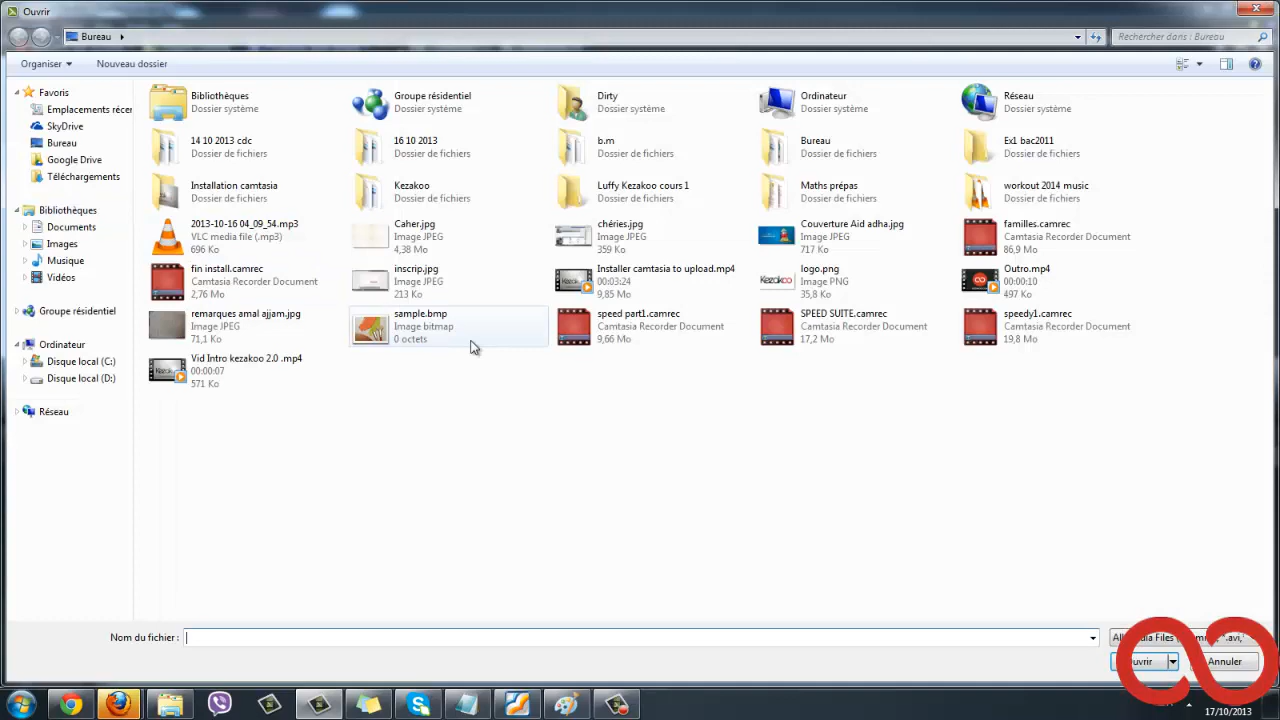 Ouvrir
Bureau
Rechercher dans : Bureau
Organiser
Nouveau dossier
Favoris
Emplacements récer
SkyDrive
Bureau
Google Drive
Téléchargements
Bibliothèques
Documents
Images
Musique
Vidéos
Groupe résidentiel
Ordinateur
Disque local (C:)
Disque local (D:)
Réseau
Bibliothèques
Dossier système
Groupe résidentiel
Dossier système
Dirty
Dossier système
Ordinateur
Dossier système
Réseau
Dossier système
14 10 2013 cdc
Dossier de fichiers
16 10 2013
Dossier de fichiers
b.m
Dossier de fichiers
Bureau
Dossier de fichiers
Ex1 bac2011
Dossier de fichiers
Installation camtasia
Dossier de fichiers
Kezakoo
Dossier de fichiers
Luffy Kezakoo cours1
Dossier de fichiers
Maths prépas
Dossier de fichiers
workout 2014 music
Dossier de fichiers
2013-10-16 04_09_54.mp3
VLC media file (.mp3)
696 Ko
Caher.jpg
Image JPEG
4,38 Mo
chéries.jpg
Image JPEG
359 Ko
Couverture Aid adha.jpg
Image JPEG
717 Ko
familles.camrec
Camtasia Recorder Document
86,9 Mo
fin install.camrec
Camtasia Recorder Document
2,76 Mo
inscrip.jpg
Image JPEG
213 Ko
Installer camtasia to upload.mp4
00:03:24
9,85 Mo
logo.png
Image PNG
35,8 Ko
Outro.mp4
00:00:10
497 Ko
remarques amal ajjam.jpg
Image JPEG
71,1 Ko
sample.bmp
Image bitmap
0 octets
speed part1.camrec
Camtasia Recorder Document
9,66 Mo
SPEED SUITE.camrec
Camtasia Recorder Document
17,2 Mo
speedy1.camrec
Camtasia Recorder Document
19,8 Mo
Vid Intro kezakoo 2.0 .mp4
00:00:07
571 Ko
Nom du fichier :
Annuler
17/10/2013